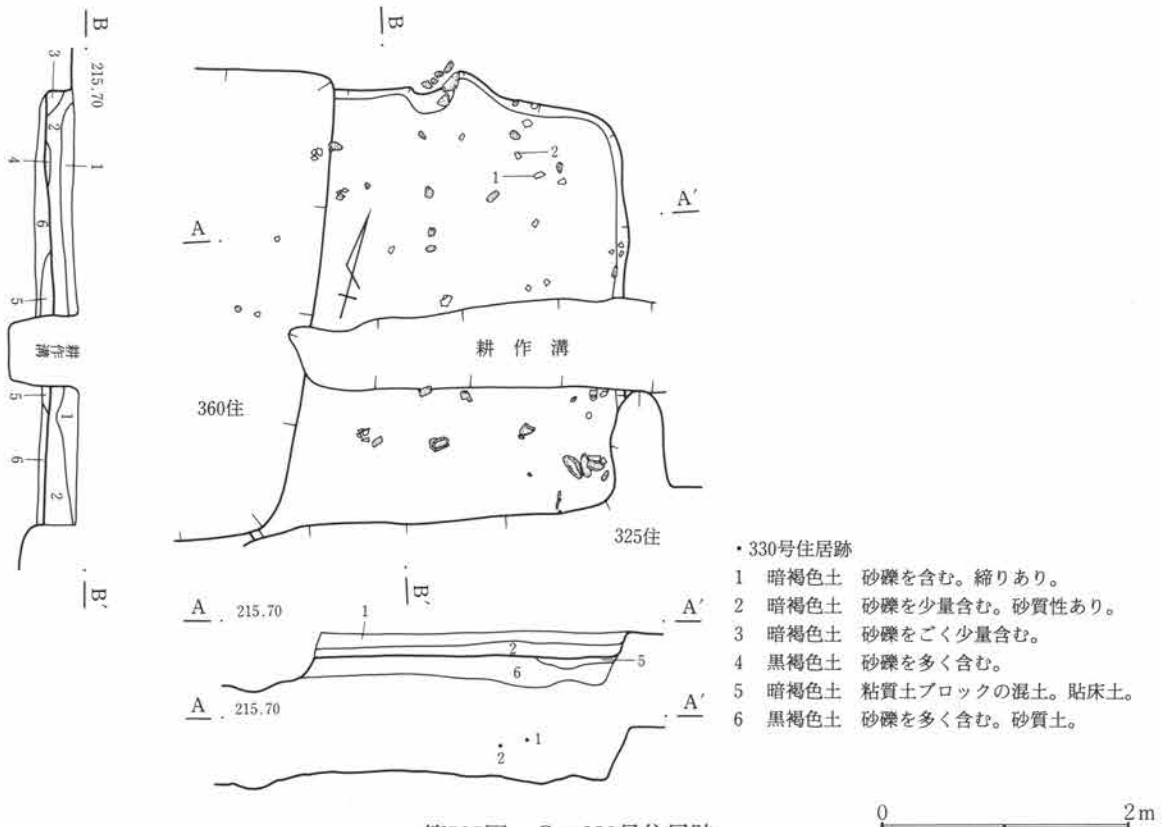 B
215.70
3
2
4
1
6
5
耕作溝
5
1
6
2
B′
B
2
1
A
A′
耕 作 溝
360住
325住
B′
A 215.70 1 A′
2
5
6
A 215.70 A′
1
2
・330号住居跡
1 暗褐色土 砂礫を含む。締りあり。
2 暗褐色土 砂礫を少量含む。砂質性あり。
3 暗褐色土 砂礫をごく少量含む。
4 黒褐色土 砂礫を多く含む。
5 暗褐色土 粘質土ブロックの混土。貼床土。
6 黒褐色土 砂礫を多く含む。砂質土。
0 2m